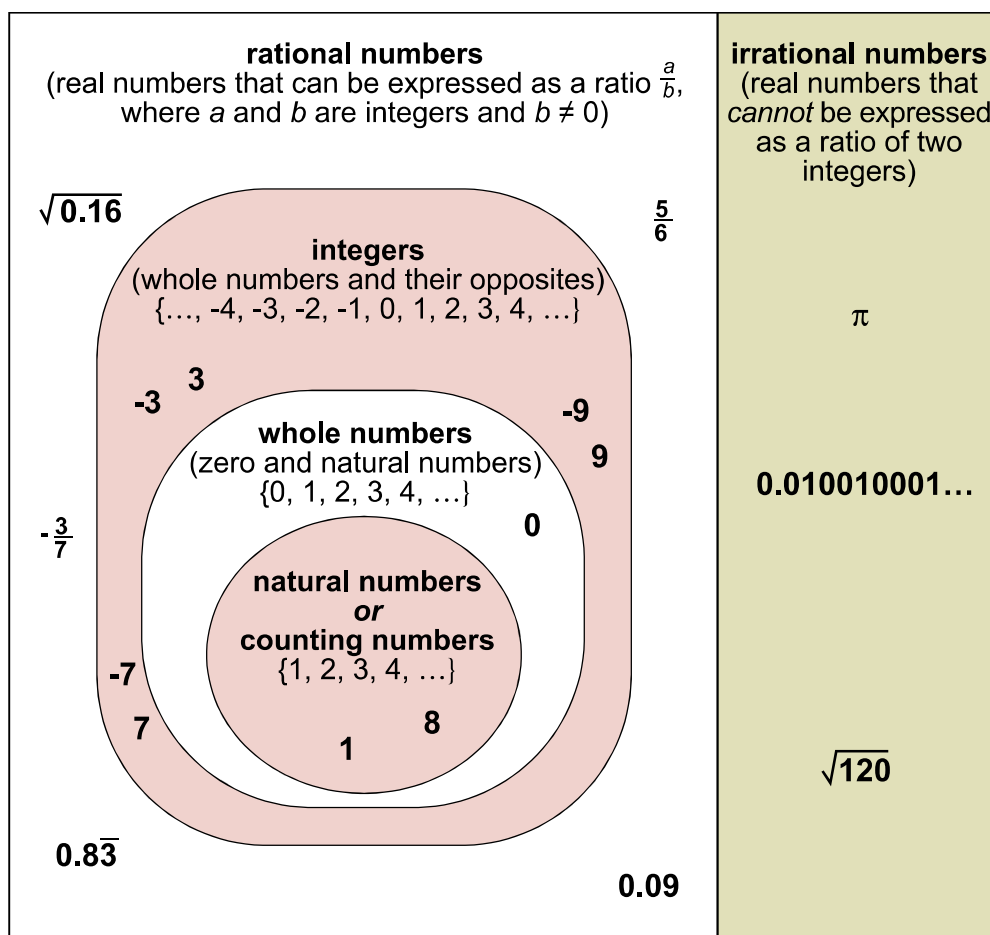 rational numbers
(real numbers that can be expressed as a ratio a/b,
where a and b are integers and b ≠ 0)
irrational numbers
(real numbers that
cannot be expressed
as a ratio of two
integers)
√0.16
5/6
integers
(whole numbers and their opposites)
{…, -4, -3, -2, -1, 0, 1, 2, 3, 4, …}
π
3
-3
-9
whole numbers
(zero and natural numbers)
{0, 1, 2, 3, 4, …}
9
0.010010001…
0
-3/7
natural numbers
or
counting numbers
{1, 2, 3, 4, …}
-7
7
8
1
√120
0.83̅
0.09